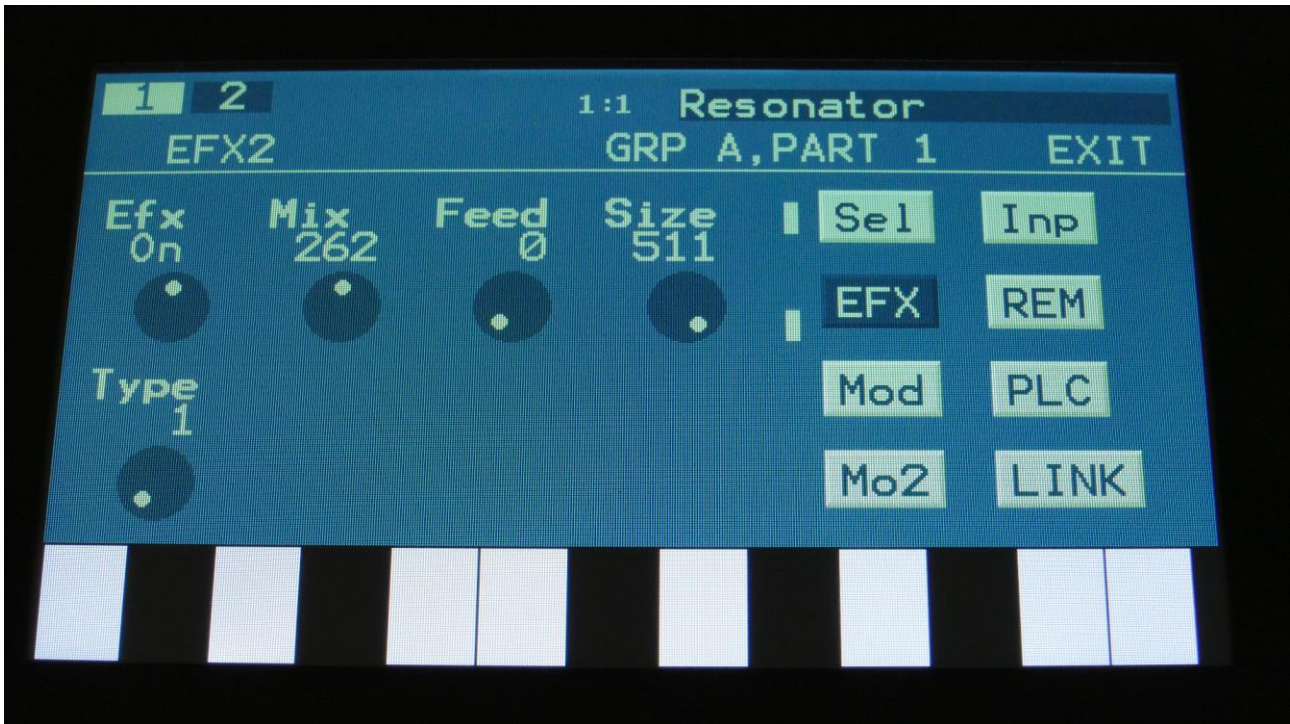 1 2 1:1 Resonator
EFX2 GRP A,PART 1 EXIT
Efx Mix Feed Size Sel Inp
On 262 0 511
EFX REM
Type Mod PLC
1
Mo2 LINK